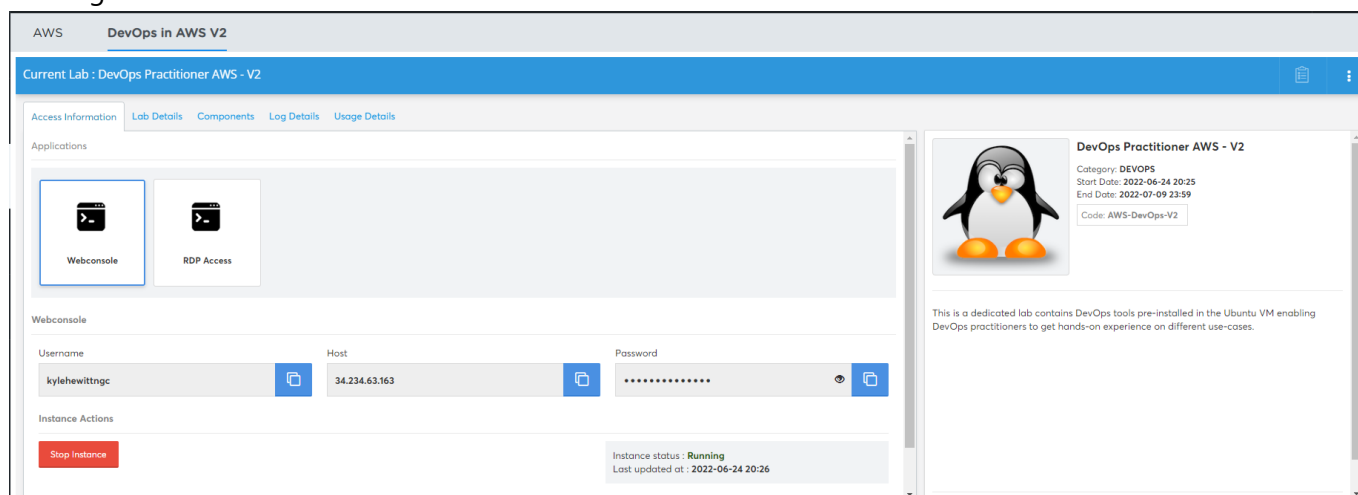 AWS DevOps in AWS V2
Current Lab : DevOps Practitioner AWS - V2
Access Information Lab Details Components Log Details Usage Details
Applications
>_ >_
Webconsole RDP Access
Webconsole
Username Host Password
kylehewittngc 34.234.63.163 ••••••••••••••
Instance Actions
Stop Instance
Instance status : Running
Last updated at : 2022-06-24 20:26
DevOps Practitioner AWS - V2
Category: DEVOPS
Start Date: 2022-06-24 20:25
End Date: 2022-07-09 23:59
Code: AWS-DevOps-V2
This is a dedicated lab contains DevOps tools pre-installed in the Ubuntu VM enabling
DevOps practitioners to get hands-on experience on different use-cases.